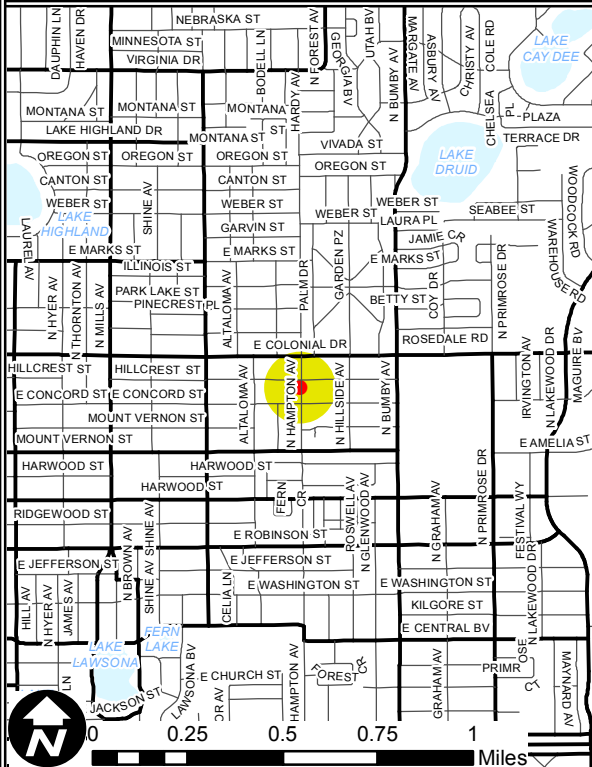 NEBRASKA ST
DAUPHIN LN
HAVEN DR
MINNESOTA ST
VIRGINIA DR
BODELL LN
N FOREST AV
GEORGIA BV
UTAH BV
N BUMBY AV
MARGATE AV
ASBURY AV
CHRISTY AV
COLE RD
LAKE
CAY DEE
HARDY AV
MONTANA ST
MONTANA ST
MONTANA
ST
CHELSEA
PL
PLAZA
TERRACE DR
LAKE HIGHLAND DR
MONTANA ST
VIVADA ST
OREGON ST
OREGON ST
OREGON ST
OREGON ST
LAKE
DRUID
CANTON ST
CANTON ST
WEBER ST
SHINE AV
WEBER ST
WEBER ST
WEBER ST
LAURA PL
SEABEE ST
WOODCOCK RD
LAKE
HIGHLAND
GARVIN ST
JAMIE CR
LAUREL AV
E MARKS ST
E MARKS ST
E MARKS ST
GARDEN PZ
WAREHOUSE RD
ILLINOIS ST
PARK LAKE ST
PINECREST PL
N HYER AV
N THORNTON AV
N MILLS AV
ALTALOMA AV
PALM DR
BETTY ST
COY DR
N PRIMROSE DR
E COLONIAL DR
ROSEDALE RD
HILLCREST ST
HILLCREST ST
E CONCORD ST
E CONCORD ST
MOUNT VERNON ST
MOUNT VERNON ST
ALTALOMA AV
N HAMPTON AV
N HILLSIDE AV
N BUMBY AV
IRVINGTON AV
N LAKEWOOD DR
MAGUIRE BV
E AMELIA ST
HARWOOD ST
HARWOOD ST
HARWOOD ST
FERN
CR
ROSWELL AV
N GLENWOOD AV
N GRAHAM AV
N PRIMROSE DR
FESTIVAL WY
RIDGEWOOD ST
E ROBINSON ST
N BROWN AV
SHINE AV
SHINE AV
E JEFFERSON ST
E JEFFERSON ST
E WASHINGTON ST
E WASHINGTON ST
N LAKEWOOD DR
HILL AV
N HYER AV
JAMES AV
CELIA LN
KILGORE ST
E CENTRAL BV
LAKE
LAWSONA
FERN
LAKE
LAWSONA BV
E CHURCH ST
HAMPTON AV
FOREST
CR
GRAHAM AV
PRIMR
OSE
CT
MAYNARD AV
LN
JACKSON ST
OR AV
N
0
0.25
0.5
0.75
1
Miles